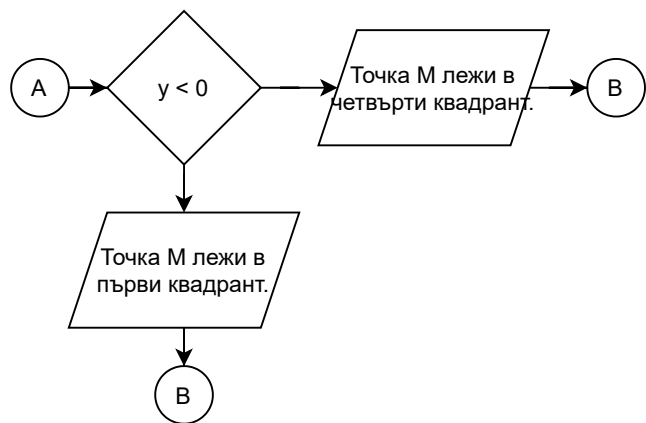 A
y < 0
Точка M лежи в
четвърти квадрант.
B
Точка M лежи в
първи квадрант.
B